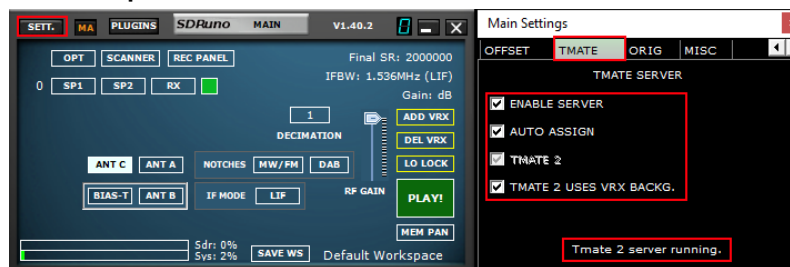 SETT. MA PLUGINS SDRuno MAIN V1.40.2
OPT SCANNER REC PANEL Final SR: 2000000
IFBW: 1.536MHz (LIF)
0 SP1 SP2 RX Gain: dB
1 ADD VRX
DECIMATION DEL VRX
ANT C ANT A NOTCHES MW/FM DAB LO LOCK
BIAS-T ANT B IF MODE LIF RF GAIN PLAY!
MEM PAN
Sdr: 0%
Sys: 2% SAVE WS Default Workspace
Main Settings
OFFSET TMATE ORIG MISC
TMATE SERVER
ENABLE SERVER
AUTO ASSIGN
TMATE 2
TMATE 2 USES VRX BACKG.
Tmate 2 server running.